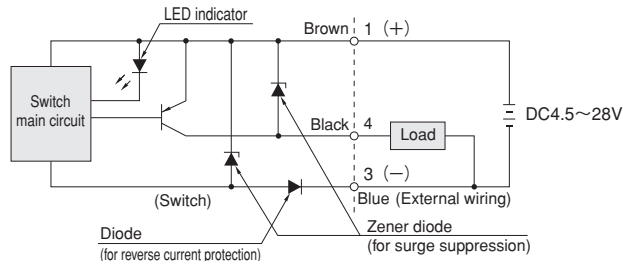 LED indicator
Brown 1 (+)
Switch
main circuit
DC4.5～28V
Black 4
Load
3 (−)
(Switch)
Blue (External wiring)
Diode
(for reverse current protection)
Zener diode
(for surge suppression)